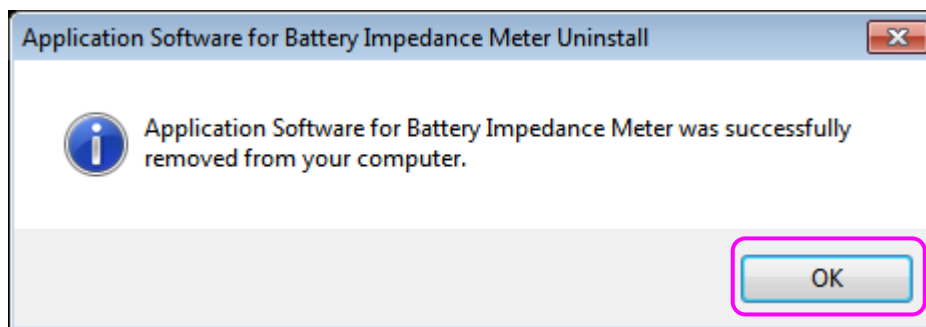 Application Software for Battery Impedance Meter Uninstall
Application Software for Battery Impedance Meter was successfully
removed from your computer.
OK